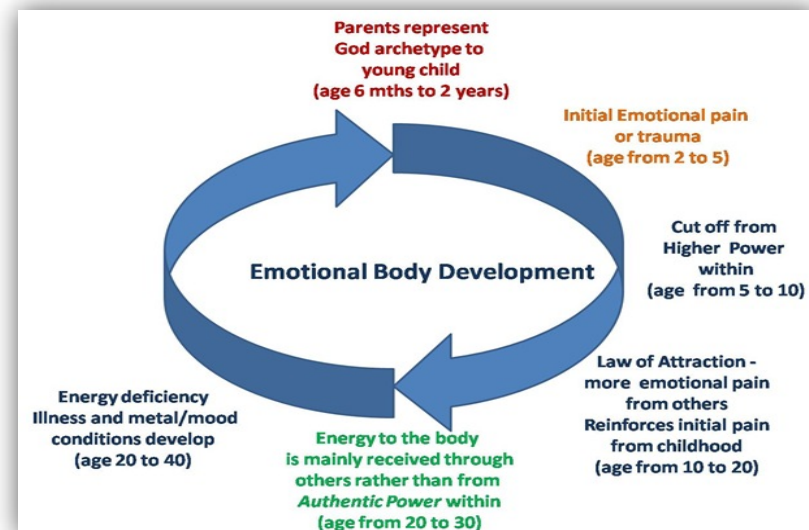 Parents represent
God archetype to
young child
(age 6 mths to 2 years)
Initial Emotional pain
or trauma
(age from 2 to 5)
Cut off from
Higher Power
within
(age from 5 to 10)
Emotional Body Development
Law of Attraction -
more emotional pain
from others
Reinforces initial pain
from childhood
(age from 10 to 20)
Energy to the body
is mainly received through
others rather than from
Authentic Power within
(age from 20 to 30)
Energy deficiency
Illness and metal/mood
conditions develop
(age 20 to 40)